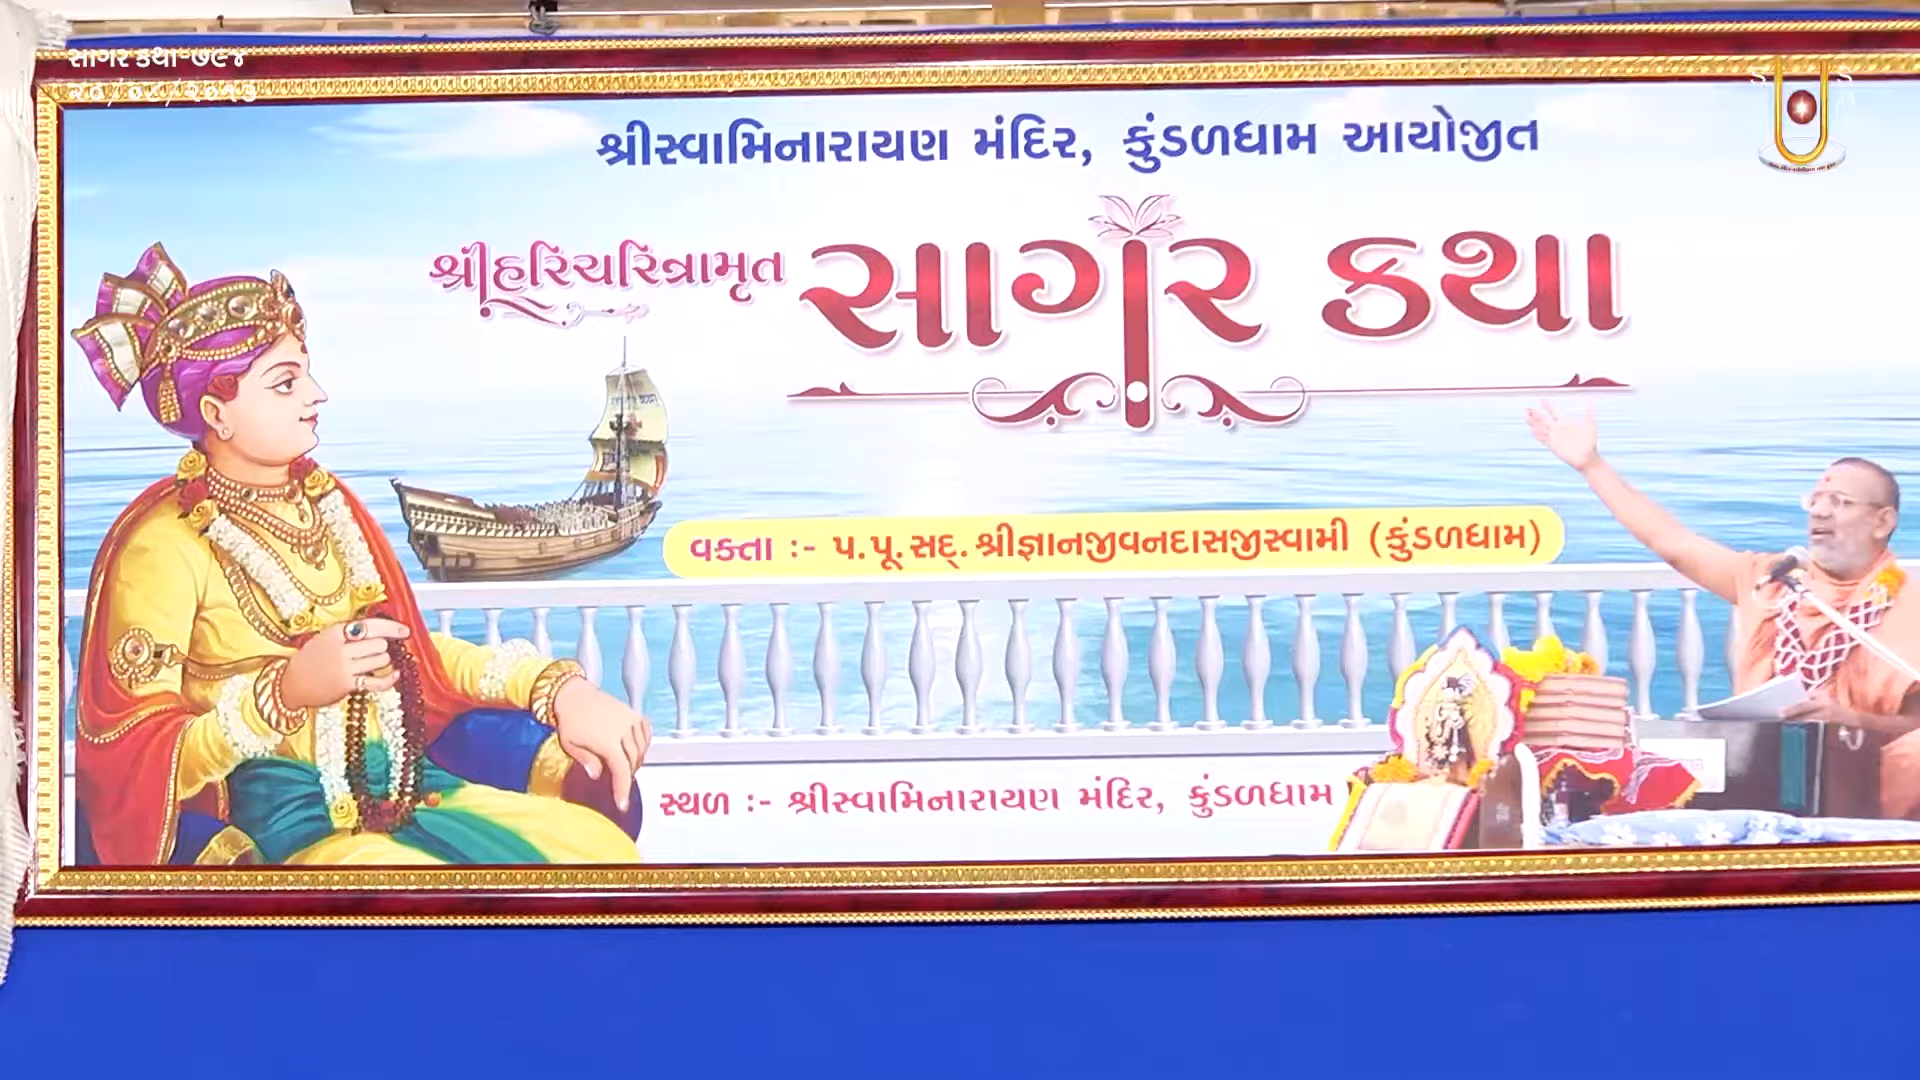 સાગર કથા-૭૯૪
શ્રીસ્વામિનારાયણ મંદિર, કુંડળધામ આયોજીત
શ્રીહરિચરિત્રામૃત સાગર કથા
વક્તા :- પ.પૂ.સદ્.શ્રીજ્ઞાનજીવનદાસજીસ્વામી (કુંડળધામ)
સ્થળ :- શ્રીસ્વામિનારાયણ મંદિર, કુંડળધામ